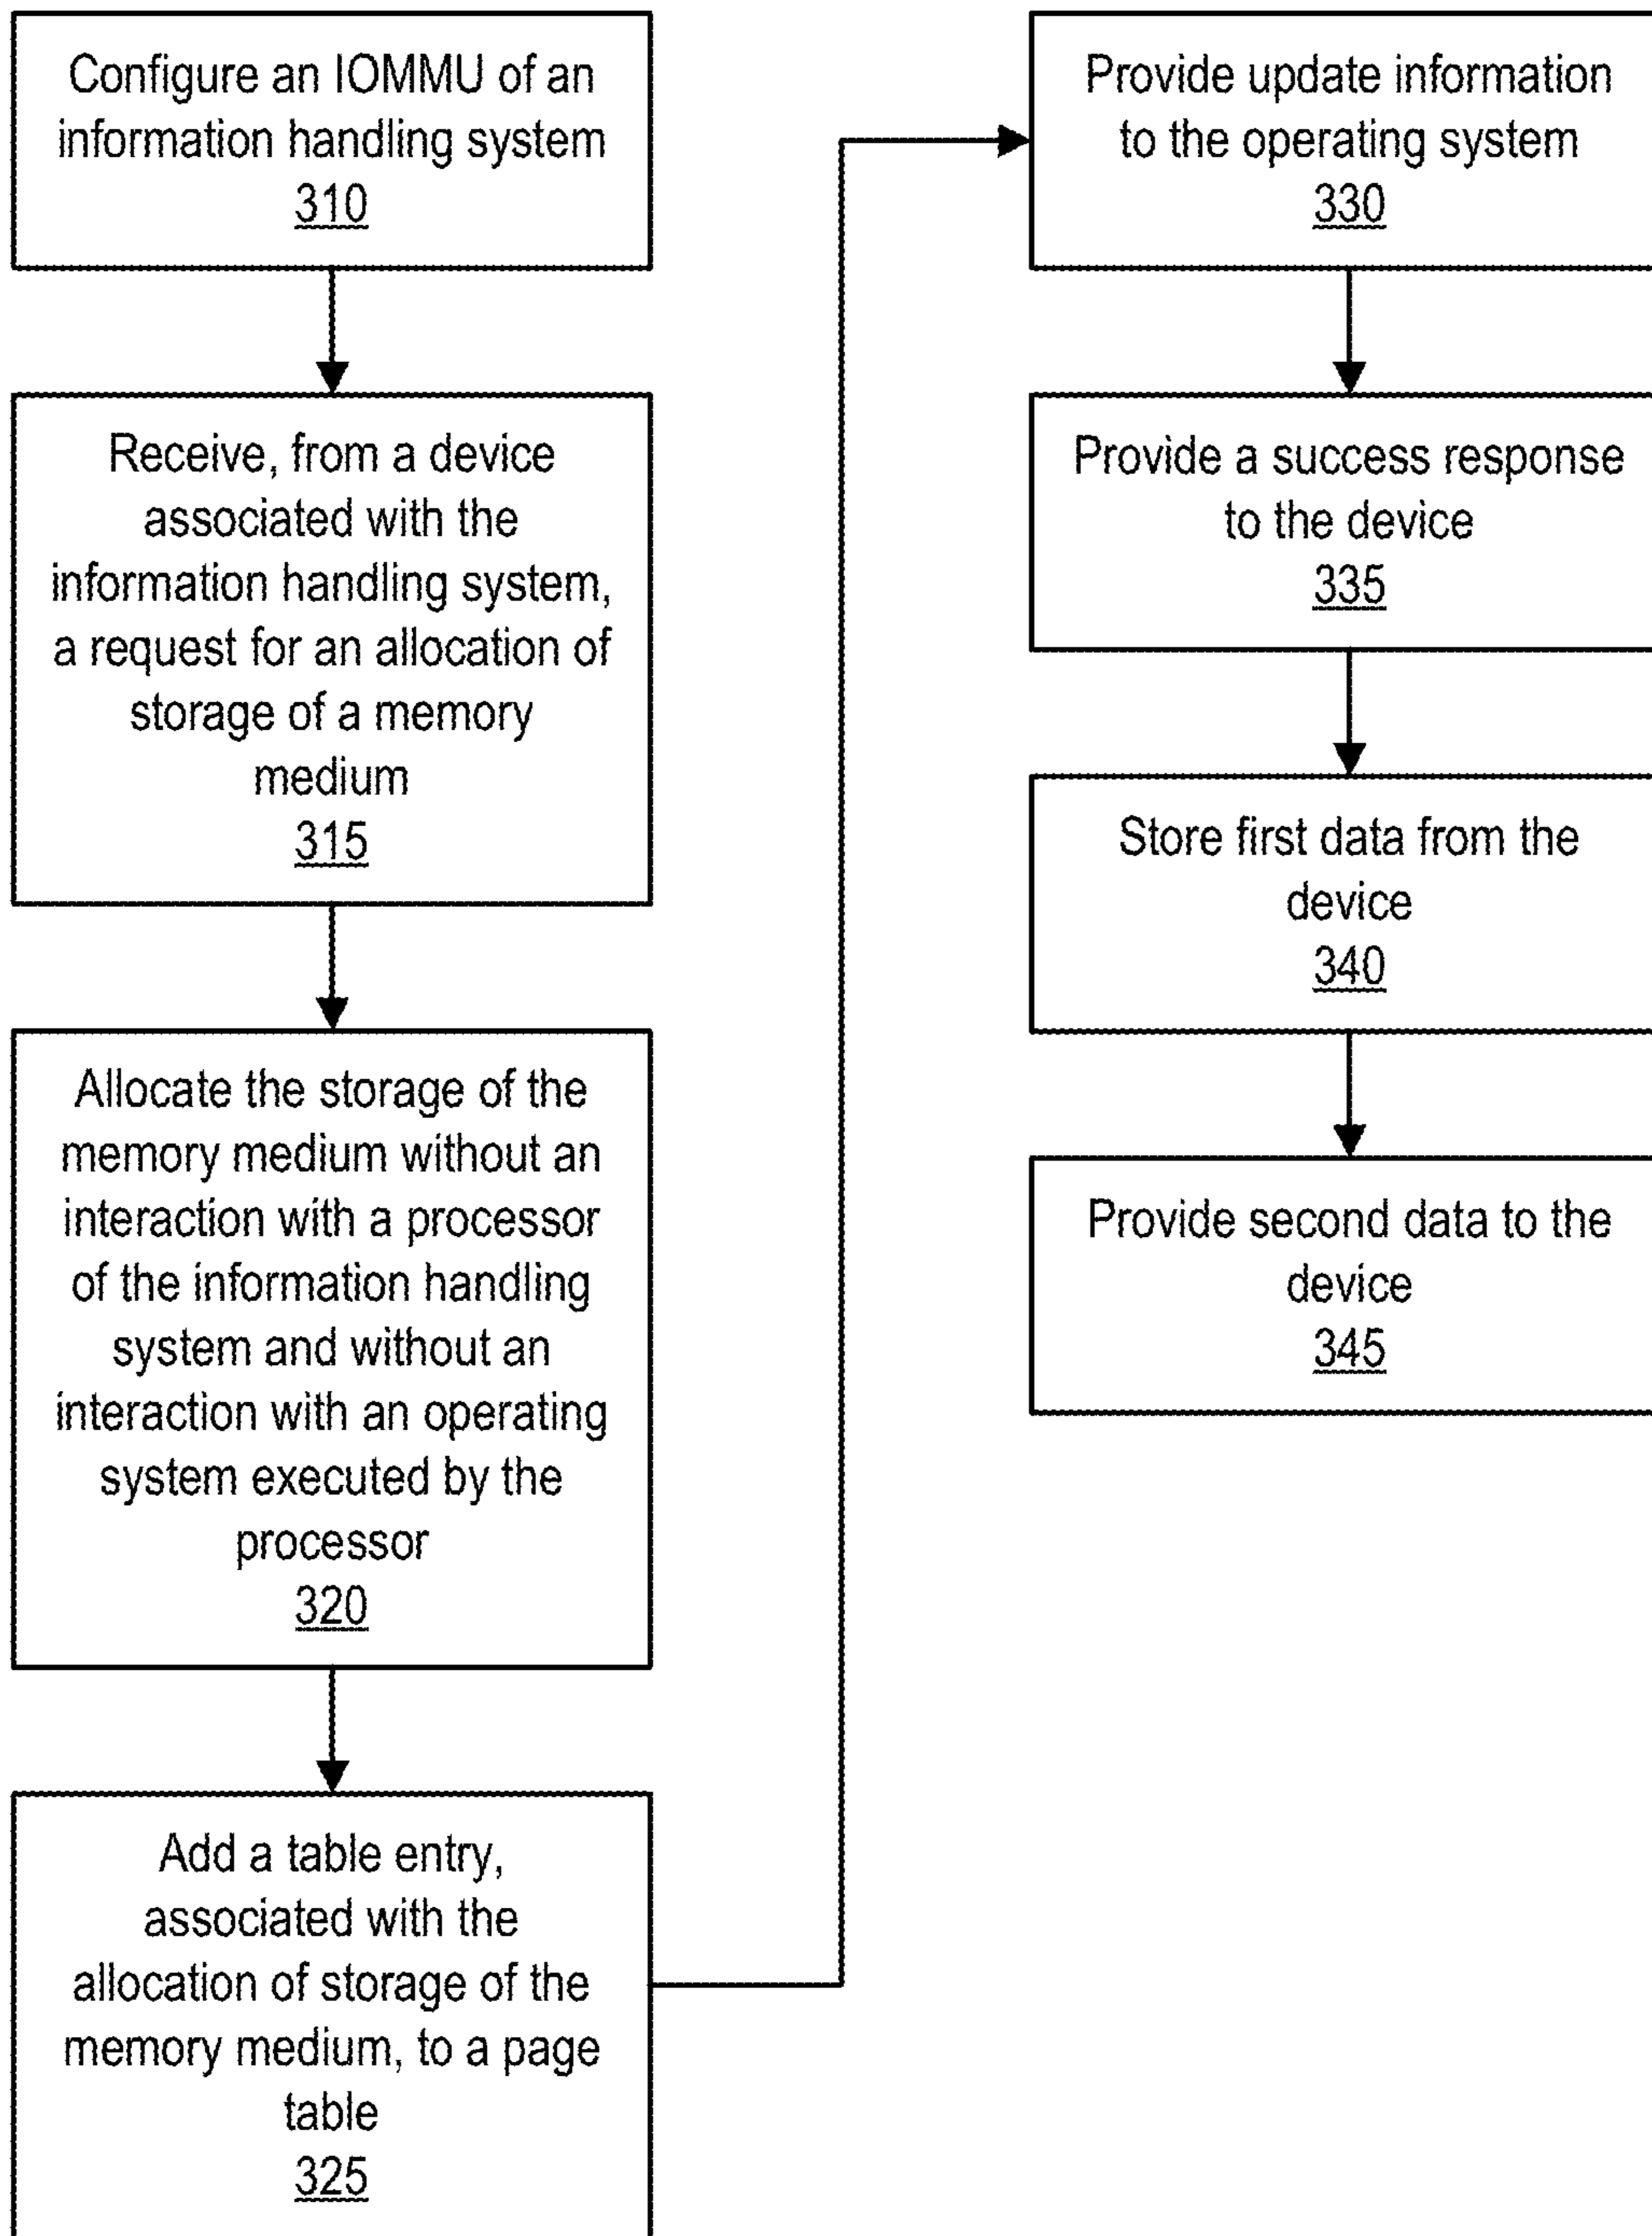 Configure an IOMMU of an
information handling system
310
Receive, from a device
associated with the
information handling system,
a request for an allocation of
storage of a memory
medium
315
Allocate the storage of the
memory medium without an
interaction with a processor
of the information handling
system and without an
interaction with an operating
system executed by the
processor
320
Add a table entry,
associated with the
allocation of storage of the
memory medium, to a page
table
325
Provide update information
to the operating system
330
Provide a success response
to the device
335
Store first data from the
device
340
Provide second data to the
device
345